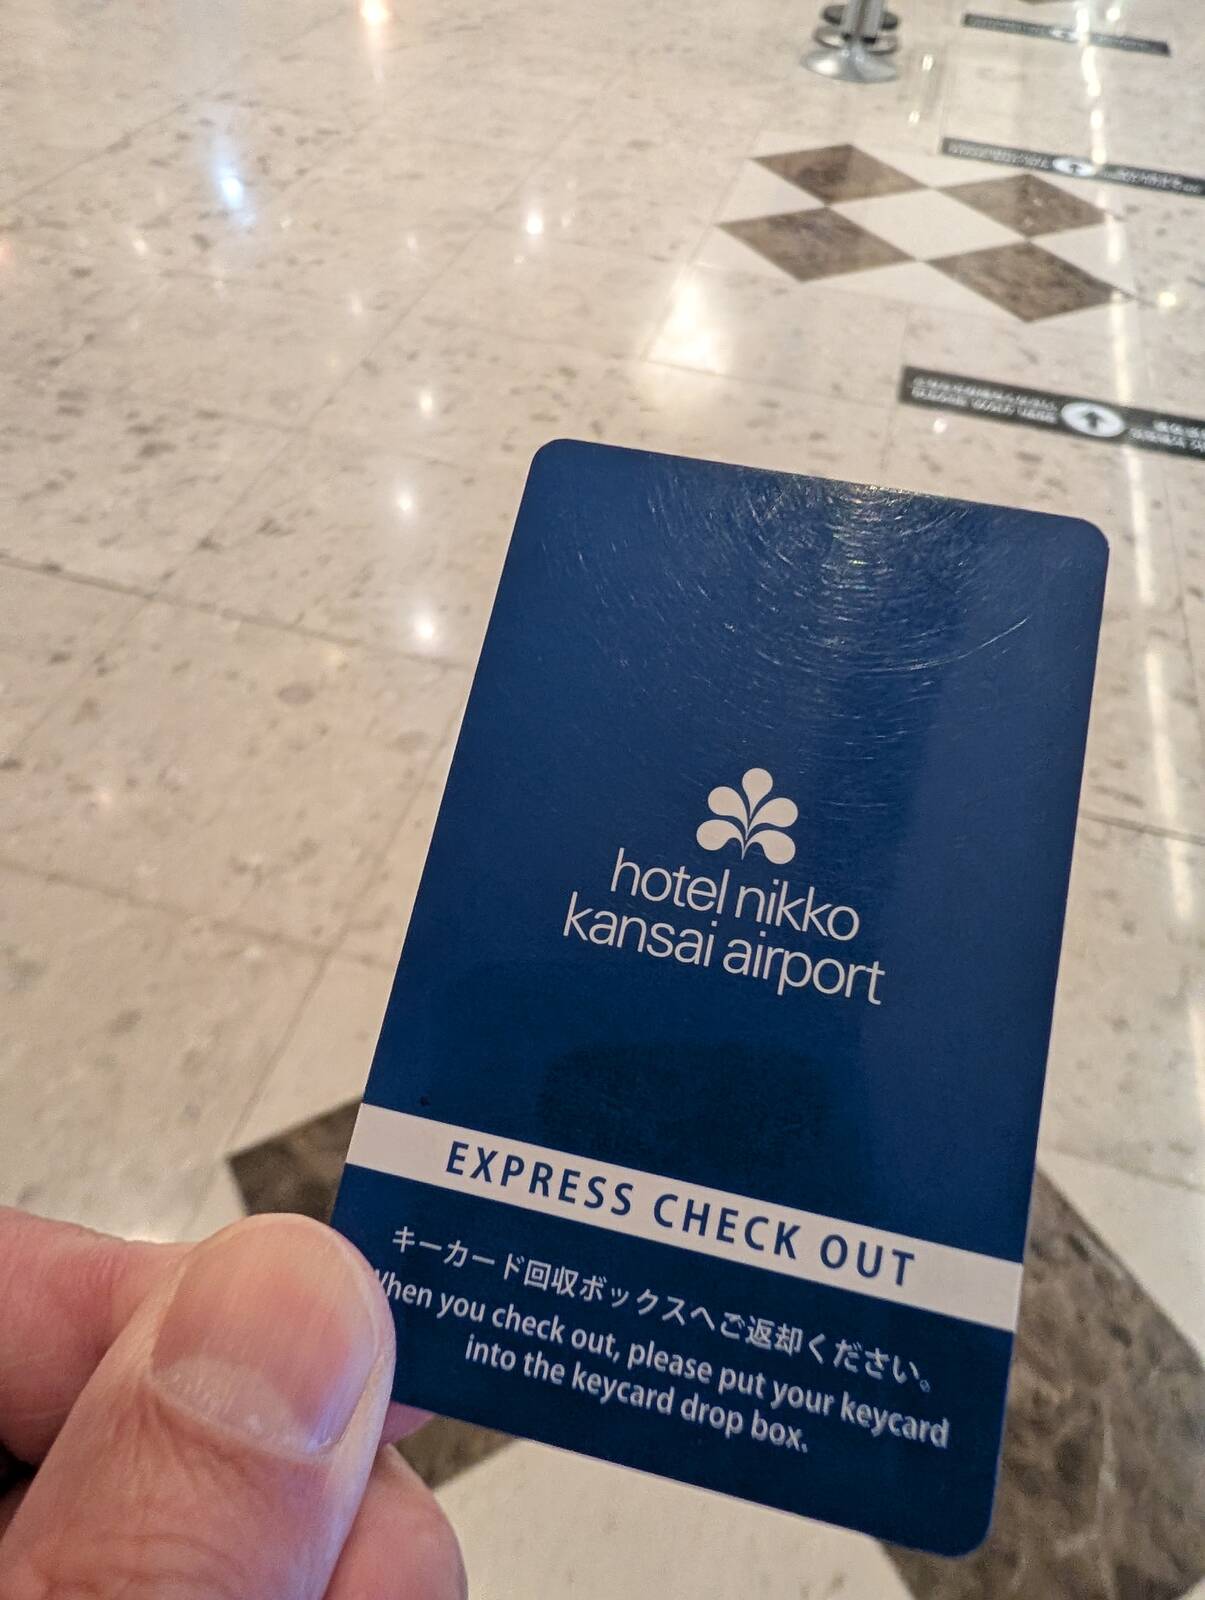 hotel nikko
kansai airport
EXPRESS CHECK OUT
キーカード回収ボックスへご返却ください。
When you check out, please put your keycard
into the keycard drop box.